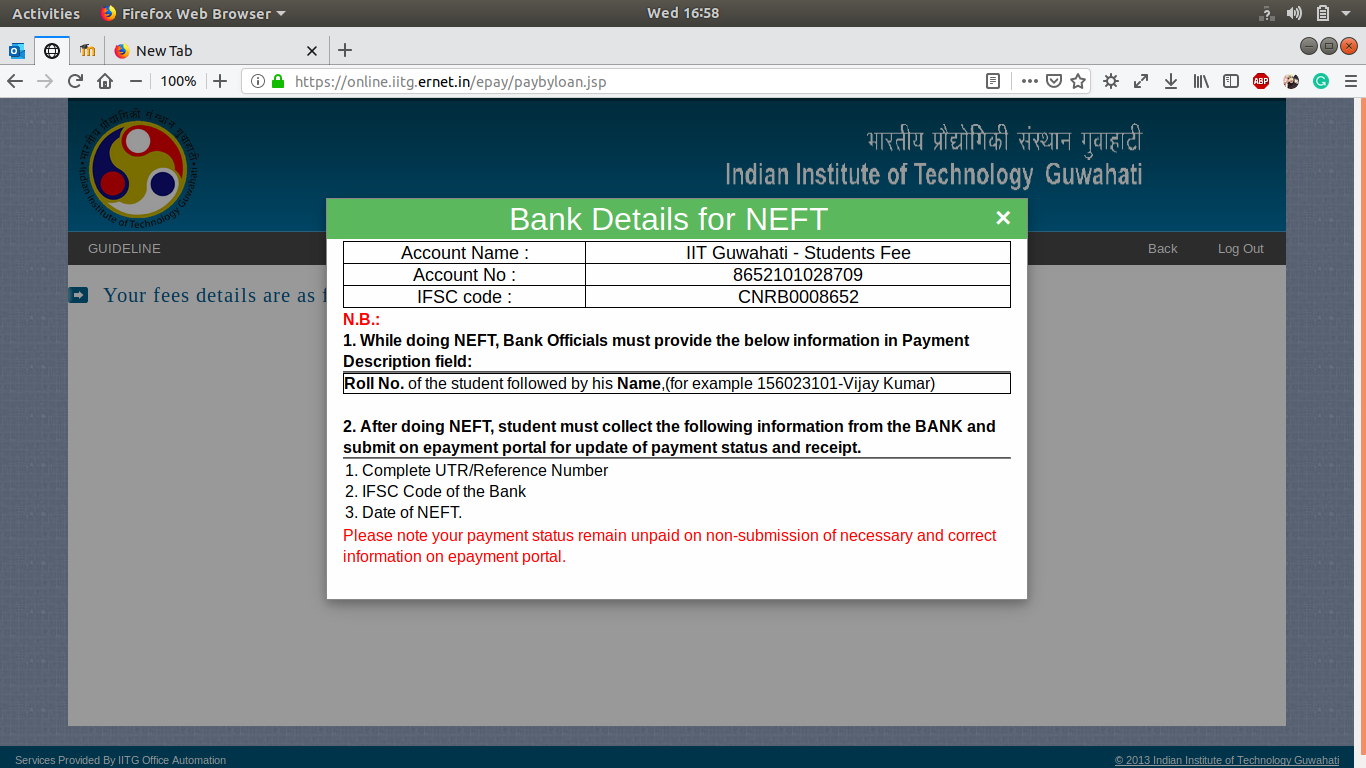 Activities Firefox Web Browser Wed 16:58
New Tab
100% https://online.iitg.ernet.in/epay/paybyloan.jsp ABP
भारतीय प्रौद्योगिकी संस्थान गुवाहाटी
Indian Institute of Technology Guwahati
भारतीय प्रौद्योगिकी संस्थान गुवाहाटी
Indian Institute of Technology Guwahati
Bank Details for NEFT ×
GUIDELINE Back Log Out
Account Name : IIT Guwahati - Students Fee
Account No : 8652101028709
IFSC code : CNRB0008652
Your fees details are as f
N.B.:
1. While doing NEFT, Bank Officials must provide the below information in Payment
Description field:
Roll No. of the student followed by his Name,(for example 156023101-Vijay Kumar)
2. After doing NEFT, student must collect the following information from the BANK and
submit on epayment portal for update of payment status and receipt.
1. Complete UTR/Reference Number
2. IFSC Code of the Bank
3. Date of NEFT.
Please note your payment status remain unpaid on non-submission of necessary and correct
information on epayment portal.
Services Provided By IITG Office Automation © 2013 Indian Institute of Technology Guwahati